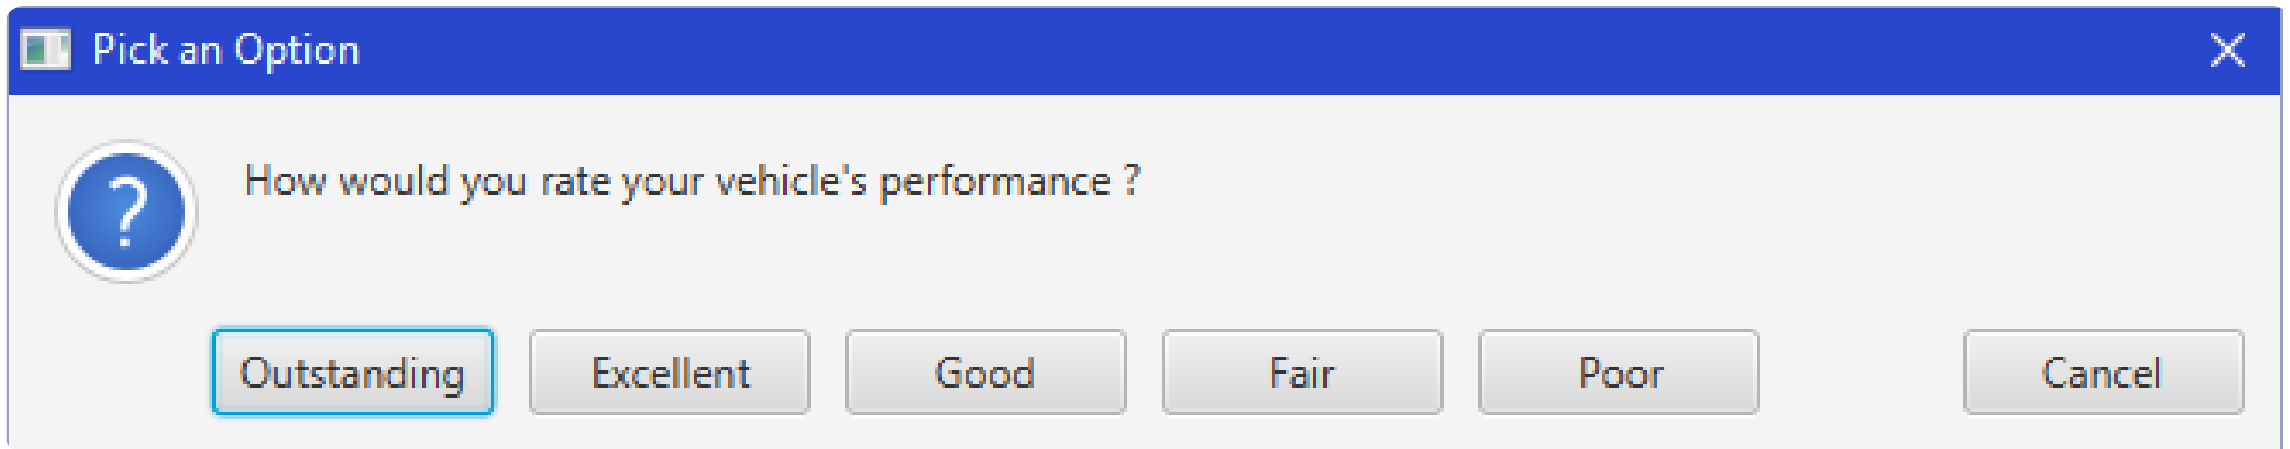 Pick an Option
How would you rate your vehicle's performance ?
Outstanding Excellent Good Fair Poor Cancel